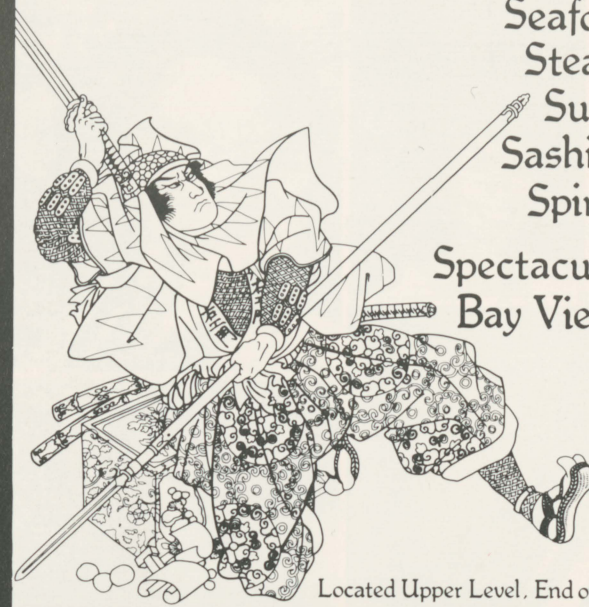 Seafo
Stea
Su
Sashi
Spir
Spectacu
Bay Vie
Located Upper Level, End o